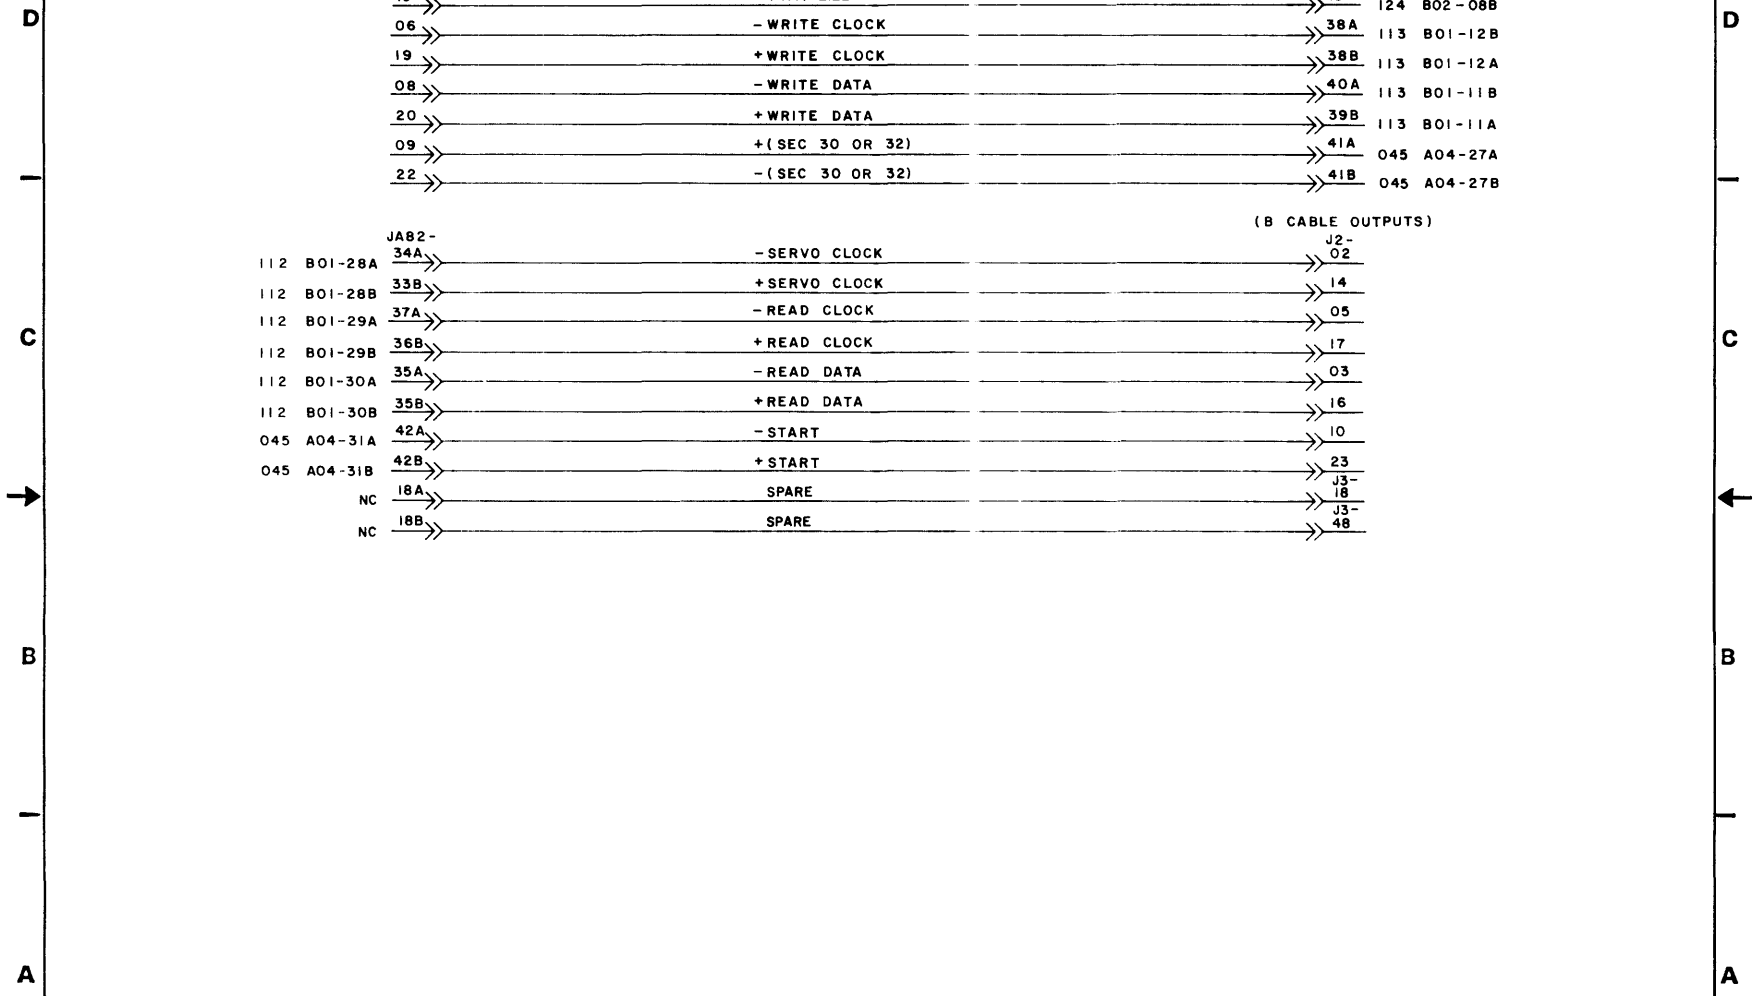 D D
124 B02-08B
06 -WRITE CLOCK 38A 113 B01-12B
19 +WRITE CLOCK 38B 113 B01-12A
08 -WRITE DATA 40A 113 B01-11B
20 +WRITE DATA 39B 113 B01-11A
09 +(SEC 30 OR 32) 41A 045 A04-27A
22 -(SEC 30 OR 32) 41B 045 A04-27B
(B CABLE OUTPUTS)
JA82- J2-
112 B01-28A 34A -SERVO CLOCK 02
112 B01-28B 33B +SERVO CLOCK 14
112 B01-29A 37A -READ CLOCK 05
C C
112 B01-29B 36B +READ CLOCK 17
112 B01-30A 35A -READ DATA 03
112 B01-30B 35B +READ DATA 16
045 A04-31A 42A -START 10
045 A04-31B 42B +START 23
J3-
NC 18A SPARE 18
J3-
NC 18B SPARE 48
B B
A A